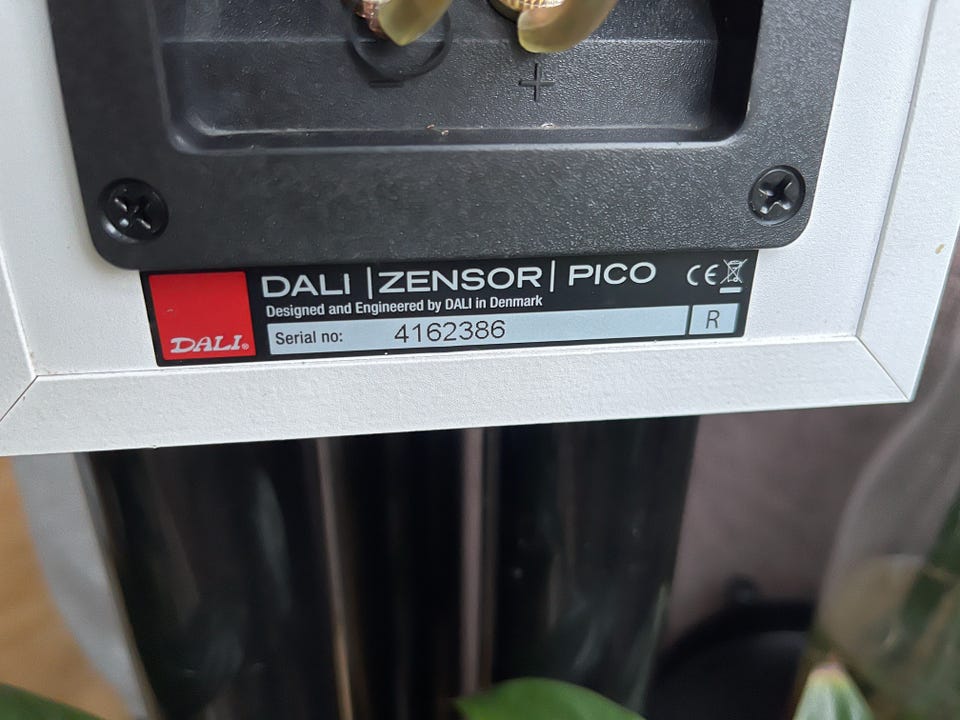 - +
DALI | ZENSOR | PICO
CE
Designed and Engineered by DALI in Denmark
DALI®
Serial no: 4162386 R